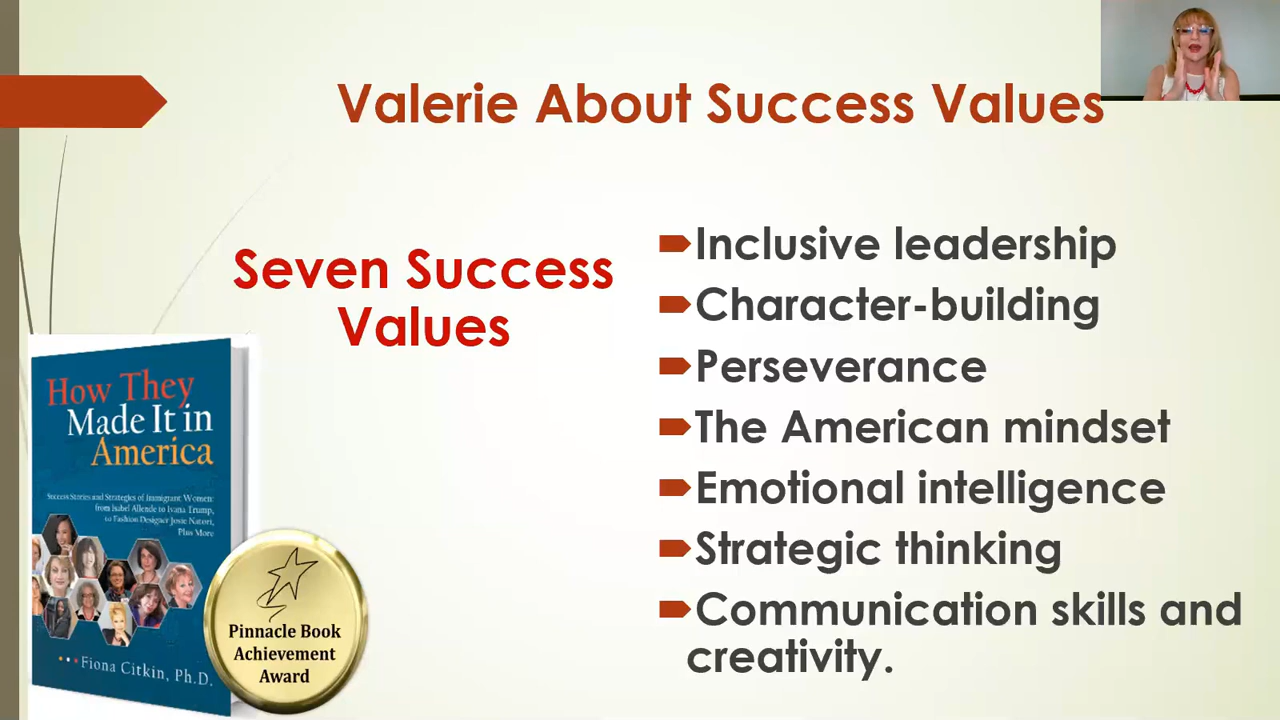 Valerie About Success Values
Seven Success
Values
Inclusive leadership
Character-building
Perseverance
The American mindset
Emotional intelligence
Strategic thinking
Communication skills and
creativity.
How They
Made It in
America
Success Stories and Strategies of Immigrant Women:
from Isabel Allende to Ivana Trump,
to Fashion Designer Josie Natori,
Plus More
Fiona Citkin, Ph.D.
Pinnacle Book
Achievement
Award